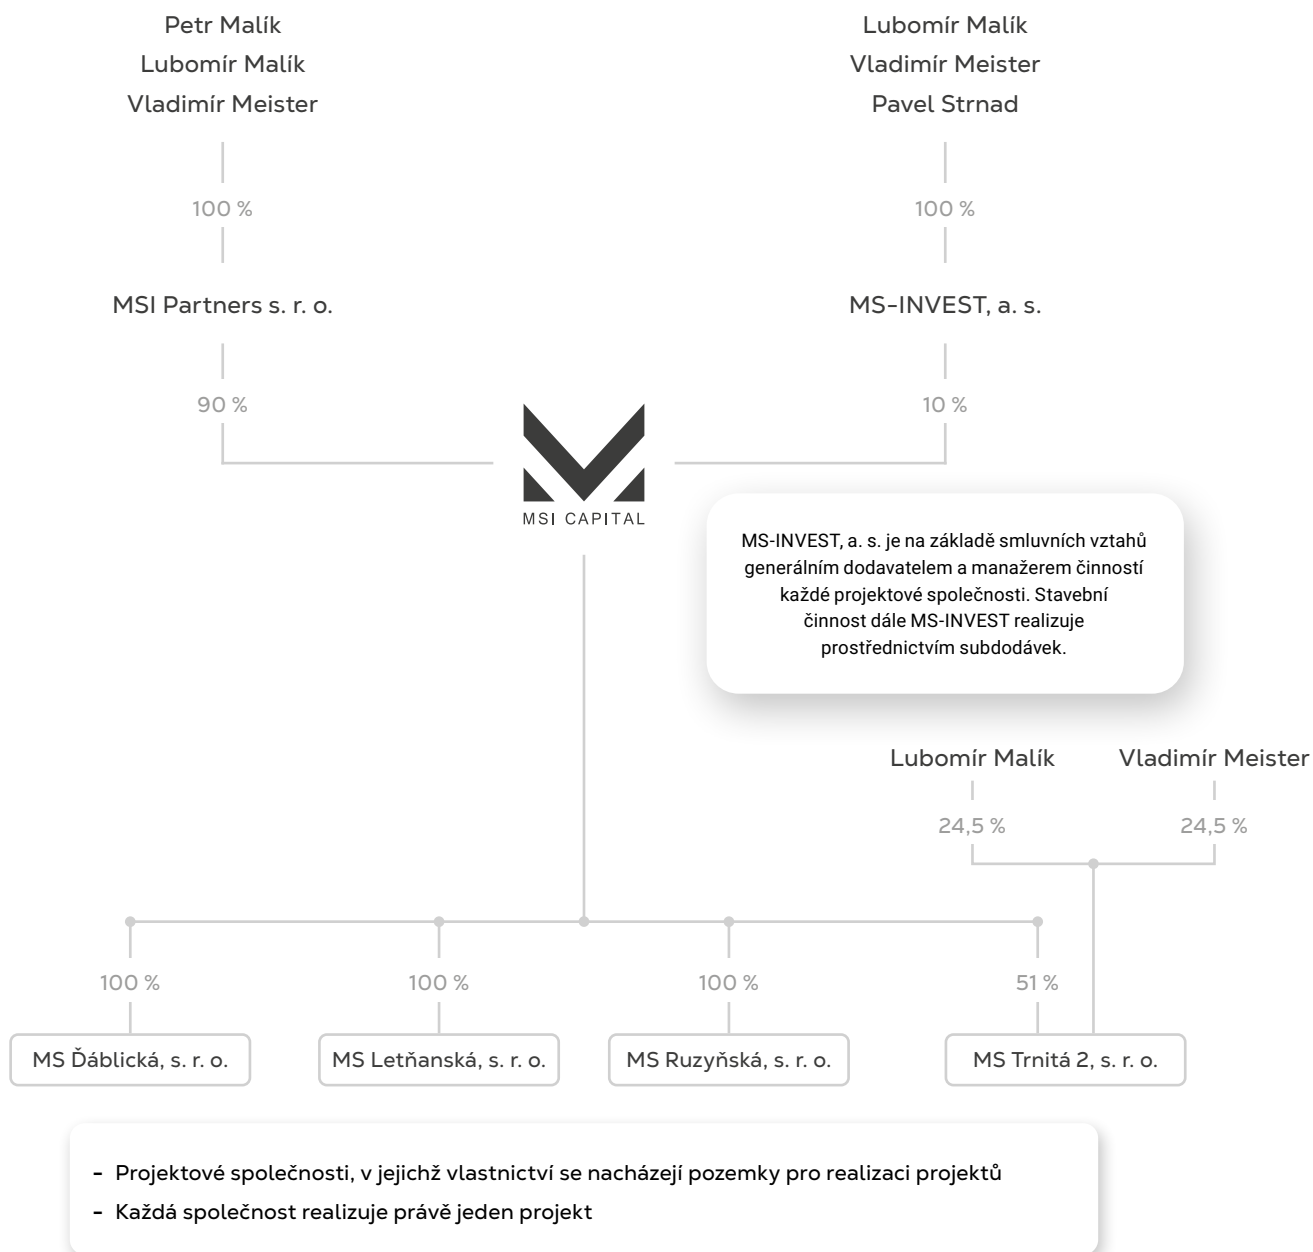 Petr Malík
Lubomír Malík
Vladimír Meister
Lubomír Malík
Vladimír Meister
Pavel Strnad
100 %
100 %
MSI Partners s. r. o.
MS-INVEST, a. s.
90 %
10 %
MSI CAPITAL
MS-INVEST, a. s. je na základě smluvních vztahů
generálním dodavatelem a manažerem činností
každé projektové společnosti. Stavební
činnost dále MS-INVEST realizuje
prostřednictvím subdodávek.
Lubomír Malík
Vladimír Meister
24,5 %
24,5 %
100 %
100 %
100 %
51 %
MS Ďáblická, s. r. o.
MS Letňanská, s. r. o.
MS Ruzyňská, s. r. o.
MS Trnitá 2, s. r. o.
- Projektové společnosti, v jejichž vlastnictví se nacházejí pozemky pro realizaci projektů
- Každá společnost realizuje právě jeden projekt